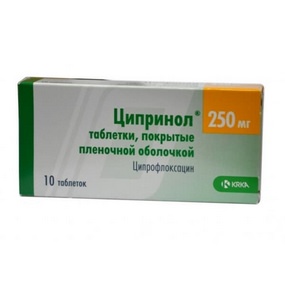 Ципринол® 250 мг
таблетки, покрытые
пленочной оболочкой
Ципрофлоксацин
10 таблеток
KRKA